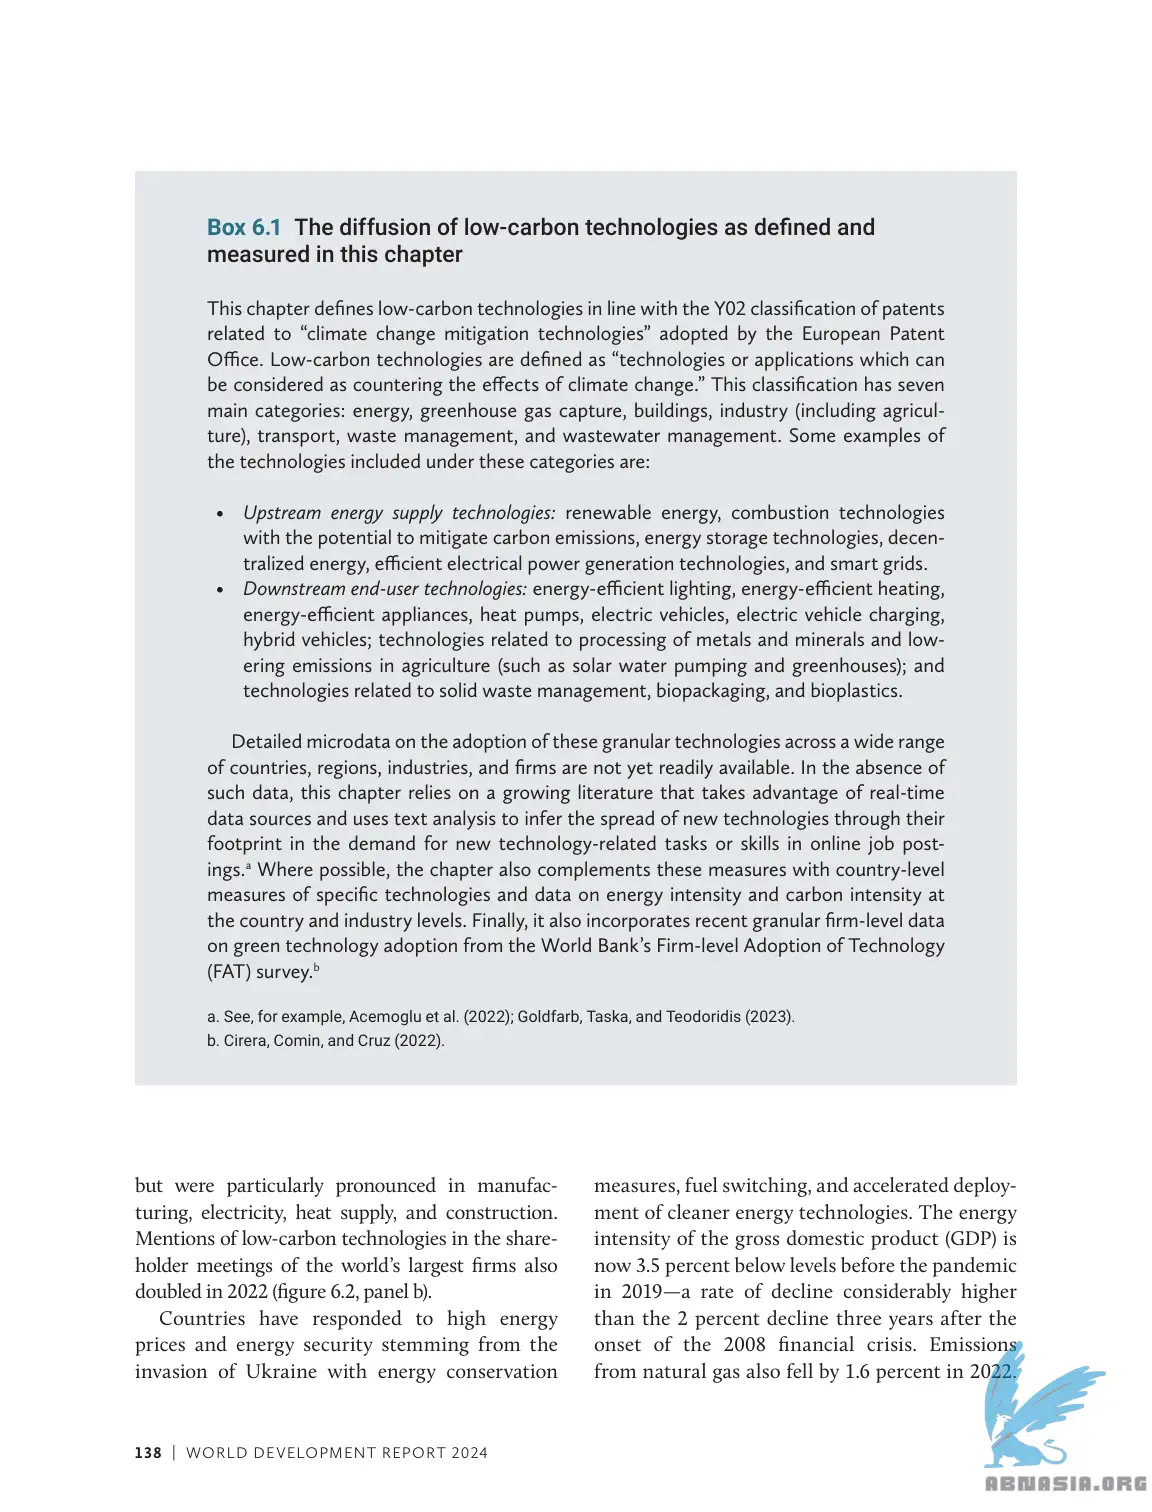 Box 6.1 The diffusion of low-carbon technologies as defined and
measured in this chapter
This chapter defines low-carbon technologies in line with the Y02 classification of patents
related to “climate change mitigation technologies” adopted by the European Patent
Office. Low-carbon technologies are defined as “technologies or applications which can
be considered as countering the effects of climate change.” This classification has seven
main categories: energy, greenhouse gas capture, buildings, industry (including agricul-
ture), transport, waste management, and wastewater management. Some examples of
the technologies included under these categories are:
• Upstream energy supply technologies: renewable energy, combustion technologies
with the potential to mitigate carbon emissions, energy storage technologies, decen-
tralized energy, efficient electrical power generation technologies, and smart grids.
• Downstream end-user technologies: energy-efficient lighting, energy-efficient heating,
energy-efficient appliances, heat pumps, electric vehicles, electric vehicle charging,
hybrid vehicles; technologies related to processing of metals and minerals and low-
ering emissions in agriculture (such as solar water pumping and greenhouses); and
technologies related to solid waste management, biopackaging, and bioplastics.
Detailed microdata on the adoption of these granular technologies across a wide range
of countries, regions, industries, and firms are not yet readily available. In the absence of
such data, this chapter relies on a growing literature that takes advantage of real-time
data sources and uses text analysis to infer the spread of new technologies through their
footprint in the demand for new technology-related tasks or skills in online job post-
ings.a Where possible, the chapter also complements these measures with country-level
measures of specific technologies and data on energy intensity and carbon intensity at
the country and industry levels. Finally, it also incorporates recent granular firm-level data
on green technology adoption from the World Bank’s Firm-level Adoption of Technology
(FAT) survey.b
a. See, for example, Acemoglu et al. (2022); Goldfarb, Taska, and Teodoridis (2023).
b. Cirera, Comin, and Cruz (2022).
but were particularly pronounced in manufac-
turing, electricity, heat supply, and construction.
Mentions of low-carbon technologies in the share-
holder meetings of the world’s largest firms also
doubled in 2022 (figure 6.2, panel b).
Countries have responded to high energy
prices and energy security stemming from the
invasion of Ukraine with energy conservation
measures, fuel switching, and accelerated deploy-
ment of cleaner energy technologies. The energy
intensity of the gross domestic product (GDP) is
now 3.5 percent below levels before the pandemic
in 2019—a rate of decline considerably higher
than the 2 percent decline three years after the
onset of the 2008 financial crisis. Emissions
from natural gas also fell by 1.6 percent in 2022.
138 | WORLD DEVELOPMENT REPORT 2024
ABNASIA.ORG